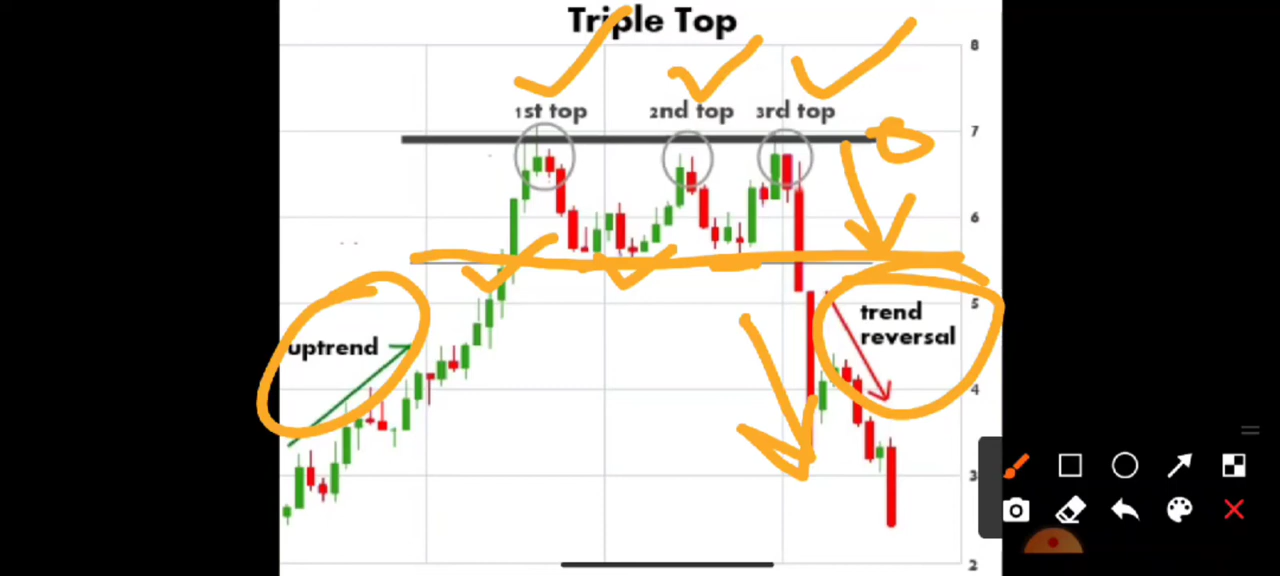 Triple Top
8
1st top 2nd top 3rd top
7
6
5
trend
reversal
uptrend
4
3
2